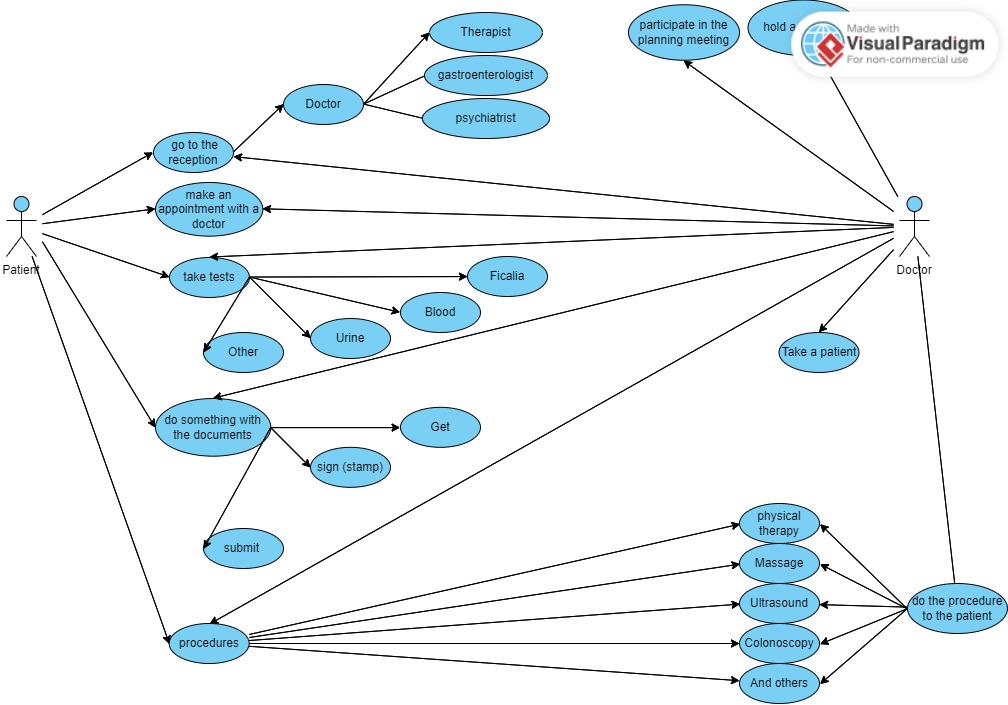 Therapist
participate in the
planning meeting
hold a
Made with
Visual Paradigm
For non-commercial use
gastroenterologist
Doctor
psychiatrist
go to the
reception
make an
appointment with a
doctor
Patient
Doctor
take tests
Ficalia
Blood
Urine
Other
Take a patient
do something with
the documents
Get
sign (stamp)
submit
physical
therapy
Massage
Ultrasound
do the procedure
to the patient
procedures
Colonoscopy
And others